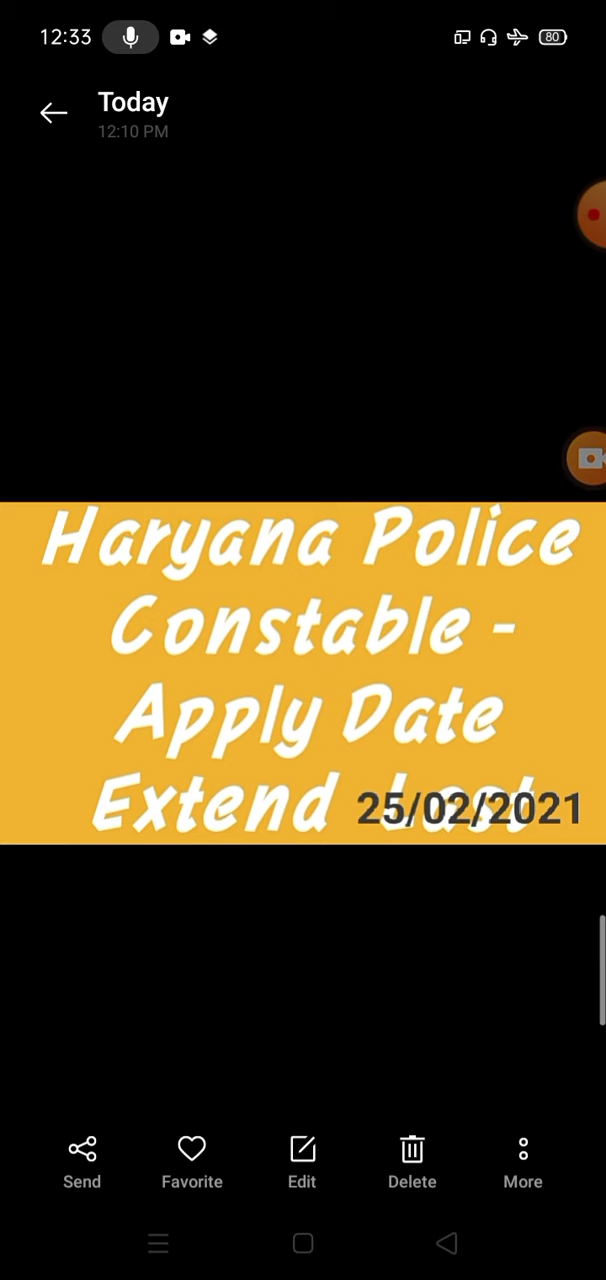 12:33
80
Today
12:10 PM
Haryana Police
Constable -
Apply Date
Extend Last 25/02/2021
Send Favorite Edit Delete More